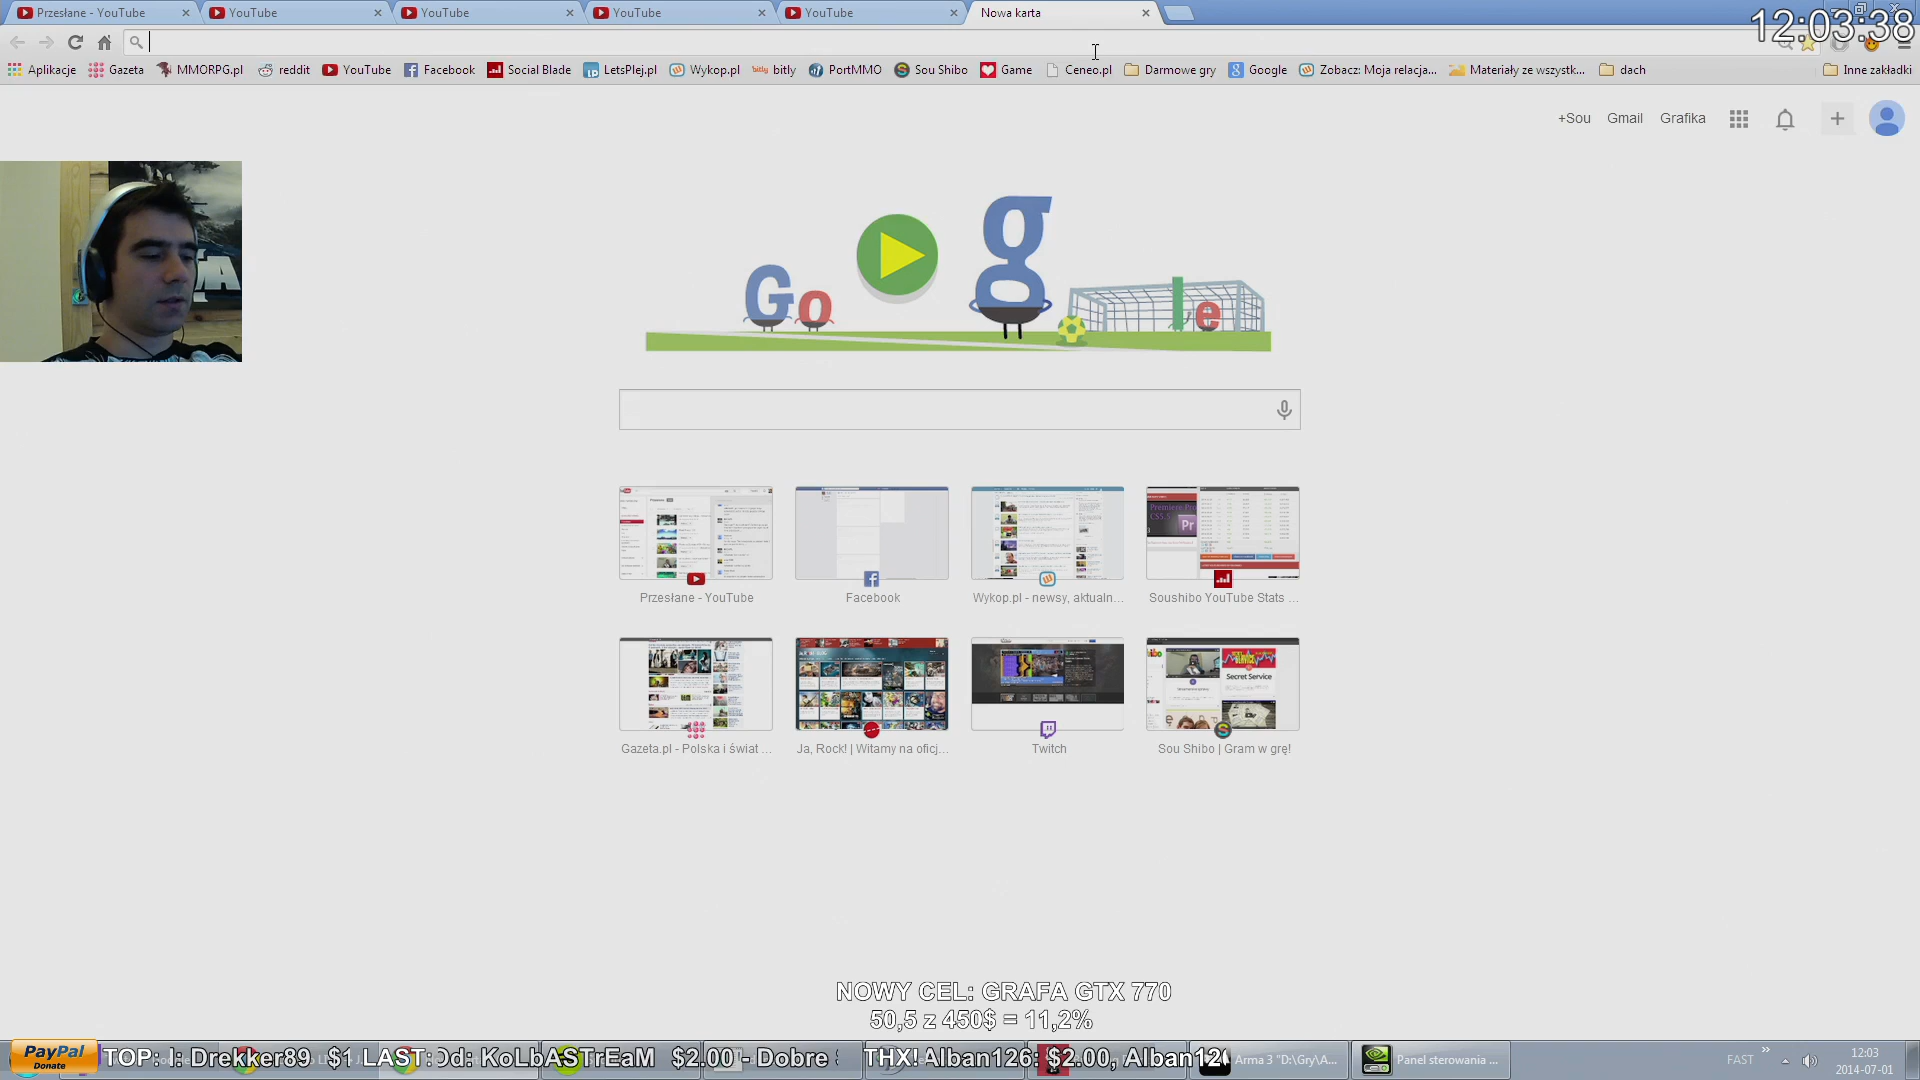 Przesłane - YouTube
YouTube
YouTube
YouTube
YouTube
Nowa karta
12:03:38
Aplikacje
Gazeta
MMORPG.pl
reddit
YouTube
Facebook
Social Blade
LetsPlej.pl
Wykop.pl
bitly
PortMMO
Sou Shibo
Game
Ceneo.pl
Darmowe gry
Google
Zobacz: Moja relacja...
Materiały ze wszystk...
dach
Inne zakładki
+Sou
Gmail
Grafika
Go g le
Przesłane - YouTube
Facebook
Wykop.pl - newsy, aktualn...
Soushibo YouTube Stats ...
Gazeta.pl - Polska i świat ...
Ja, Rock! | Witamy na oficj...
Twitch
Sou Shibo | Gram w grę!
NOWY CEL: GRAFA GTX 770
50,5 z 450$ = 11,2%
PayPal
Donate
TOP: I: Drekker89 $1
LAST: Od: KoLbASTrEaM $2.00 - Dobre
THX! Alban126: $2.00, Alban12
Arma 3 "D:\Gry\A...
Panel sterowania ...
FAST
12:03
2014-07-01